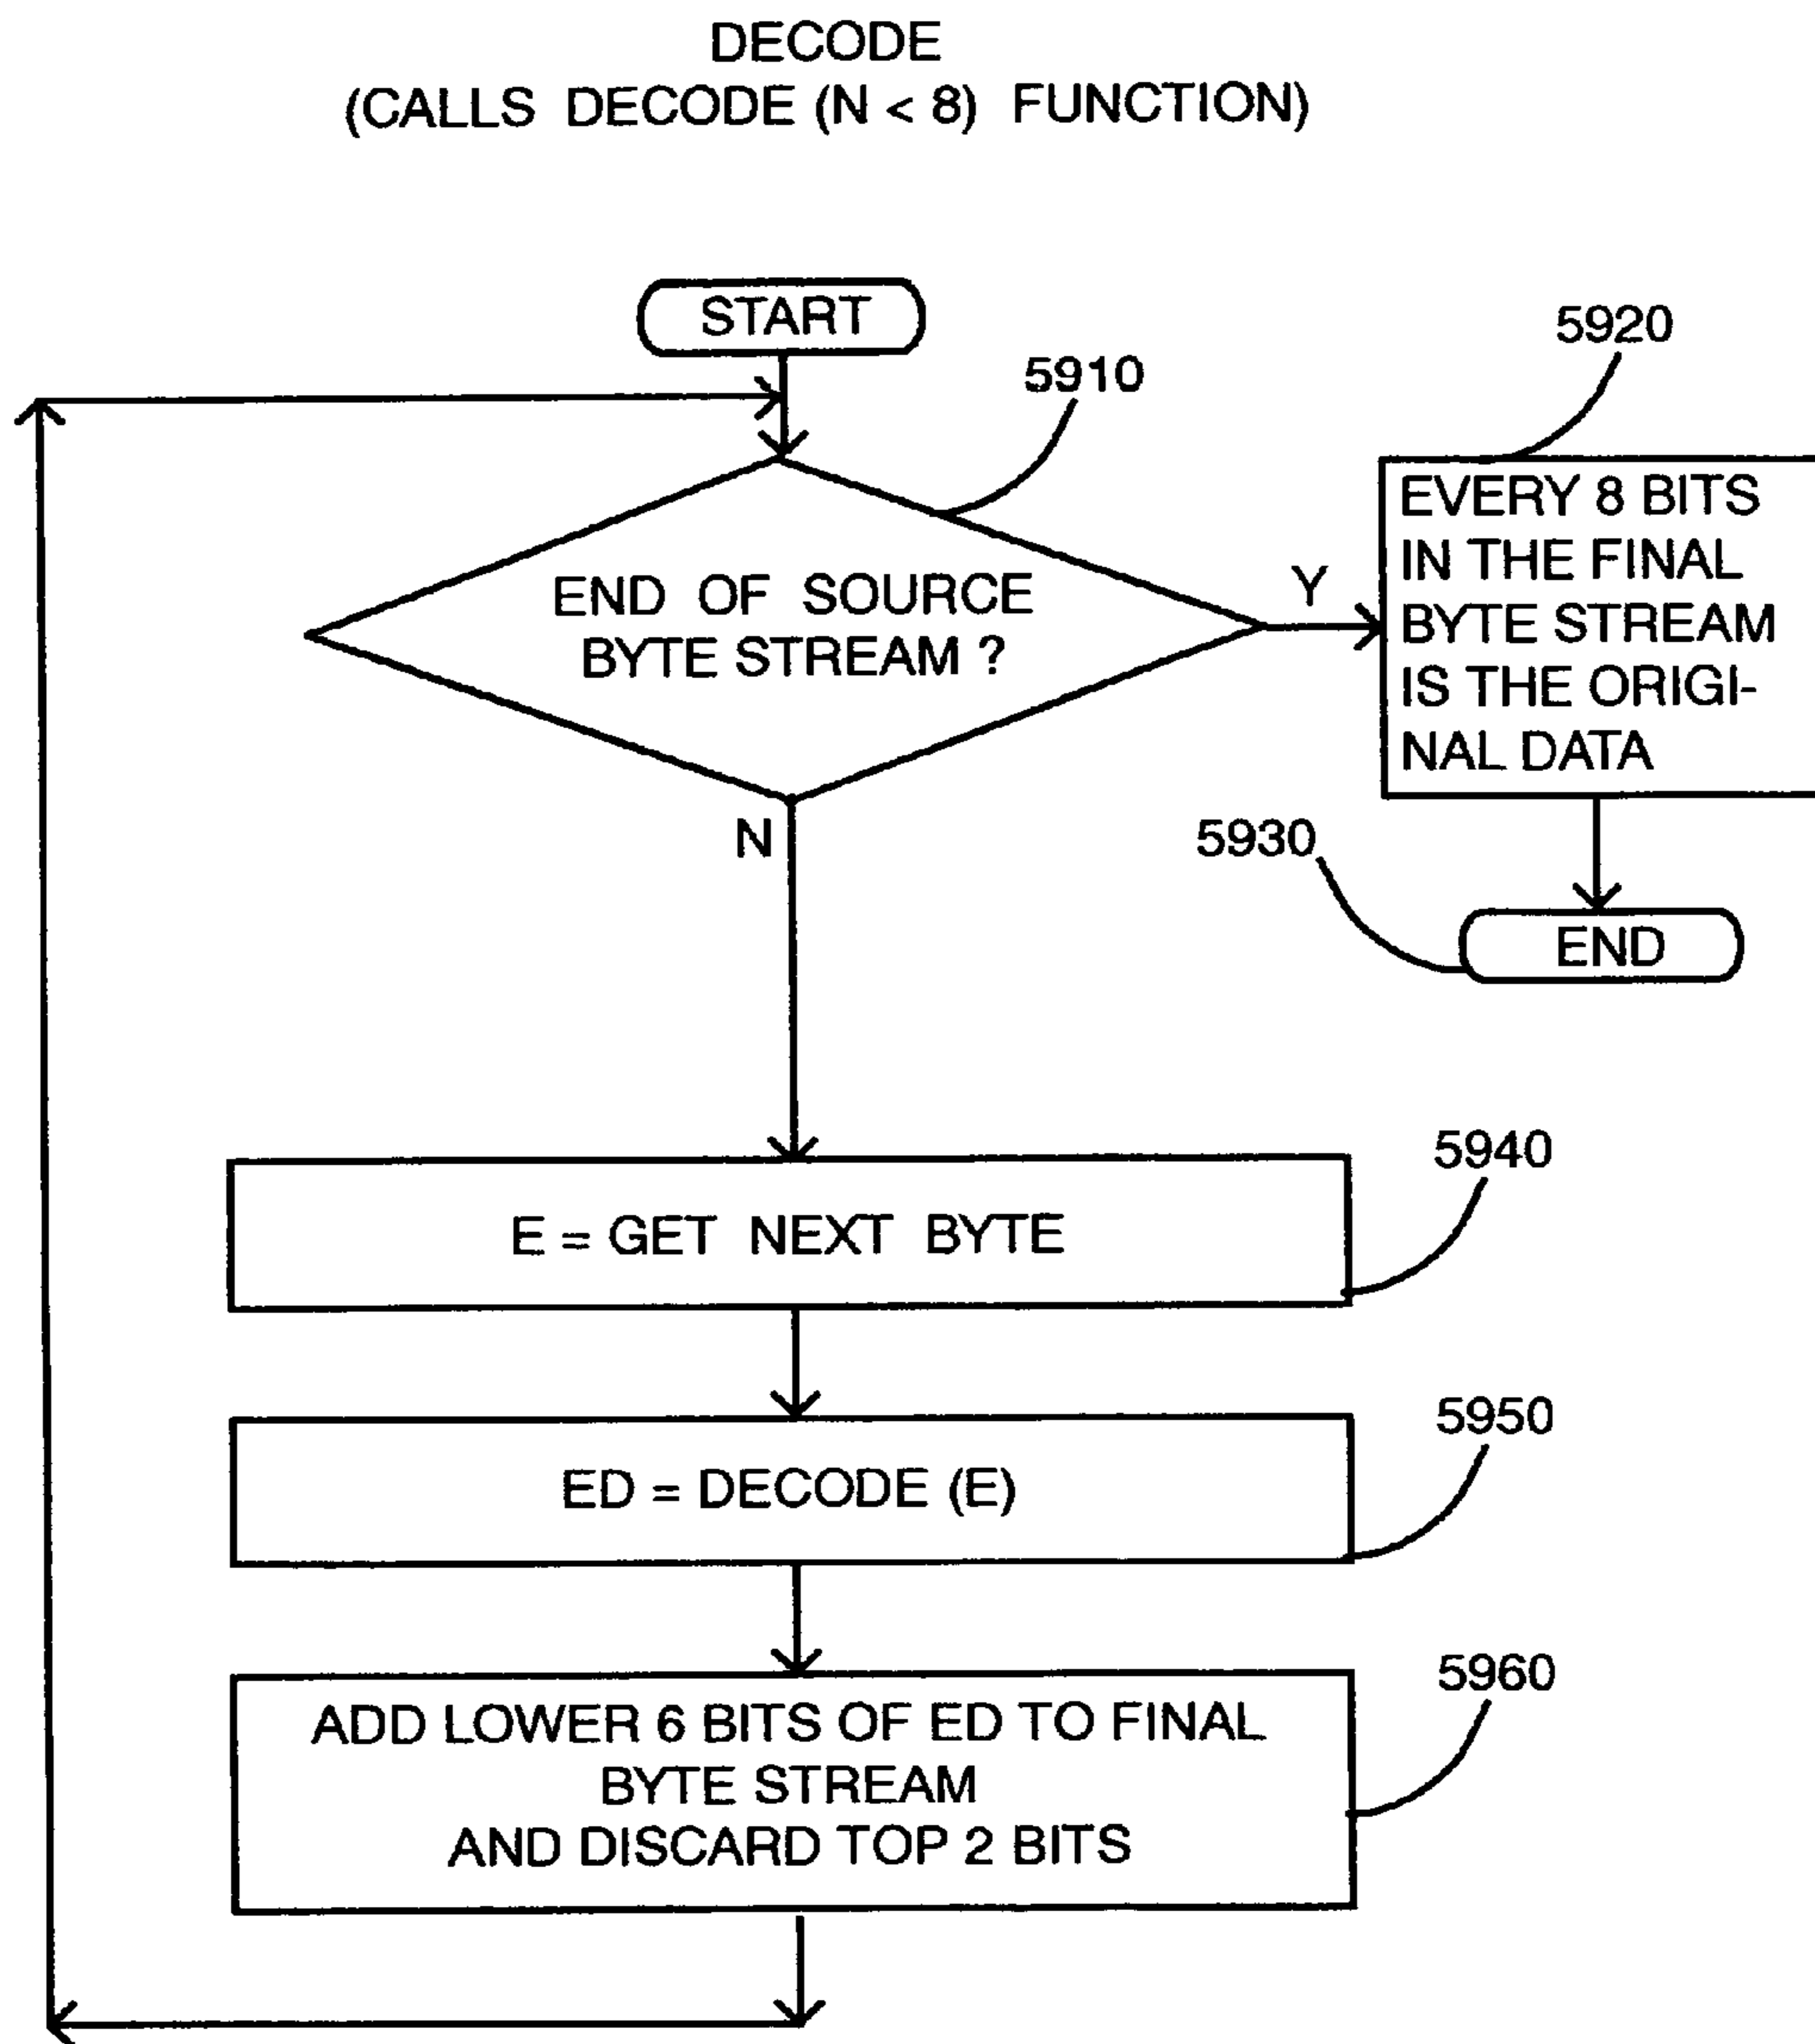 DECODE
(CALLS DECODE (N < 8) FUNCTION)
START
5910
5920
END OF SOURCE
BYTE STREAM ?
Y
EVERY 8 BITS
IN THE FINAL
BYTE STREAM
IS THE ORIGI-
NAL DATA
N
5930
END
5940
E = GET NEXT BYTE
5950
ED = DECODE (E)
5960
ADD LOWER 6 BITS OF ED TO FINAL
BYTE STREAM
AND DISCARD TOP 2 BITS